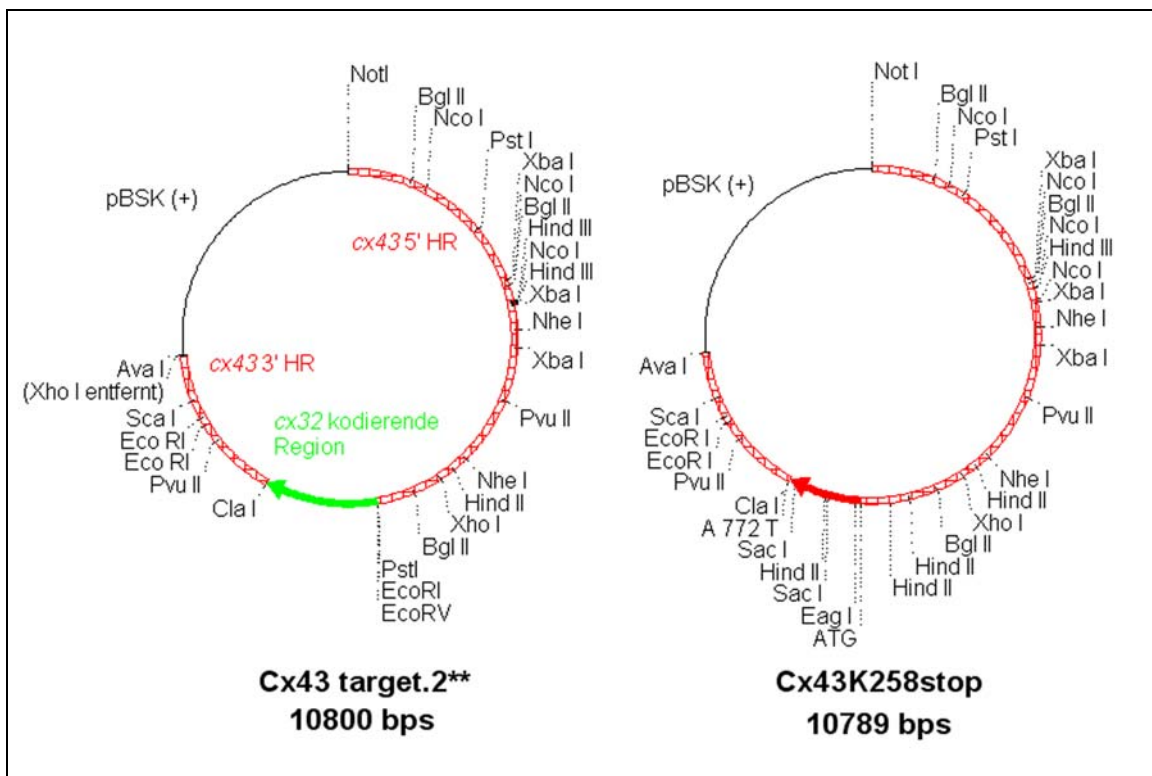 NotI
Bgl II
Nco I
Pst I
Xba I
Nco I
Bgl II
Hind III
Nco I
Hind III
Xba I
Nhe I
Xba I
Pvu II
Nhe I
Hind II
Xho I
Bgl II
PstI
EcoRI
EcoRV
Cla I
Pvu II
Eco RI
Eco RI
Sca I
Ava I
(Xho I entfernt)
pBSK (+)
cx43 5' HR
cx43 3' HR
cx32 kodierende
Region
Cx43 target.2**
10800 bps
Not I
Bgl II
Nco I
Pst I
Xba I
Nco I
Bgl II
Nco I
Hind III
Nco I
Xba I
Nhe I
Xba I
Pvu II
Nhe I
Hind II
Xho I
Bgl II
Hind II
Hind II
ATG
Eag I
Sac I
Hind II
Sac I
A 772 T
Cla I
Pvu II
EcoR I
EcoR I
Sca I
Ava I
pBSK (+)
Cx43K258stop
10789 bps